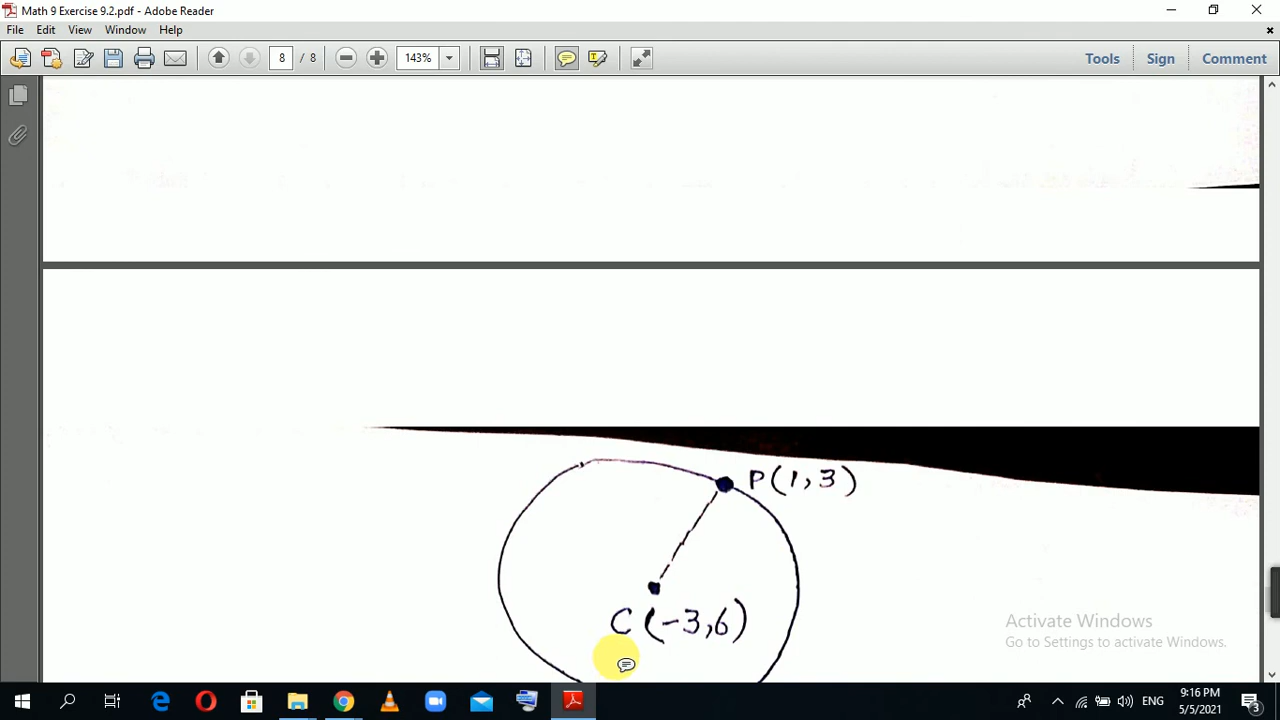 Math 9 Exercise 9.2.pdf - Adobe Reader
File Edit View Window Help
8 / 8 143% Tools Sign Comment
P(1,3)
C(-3,6)
Activate Windows
Go to Settings to activate Windows.
ENG 9:16 PM
5/5/2021 3